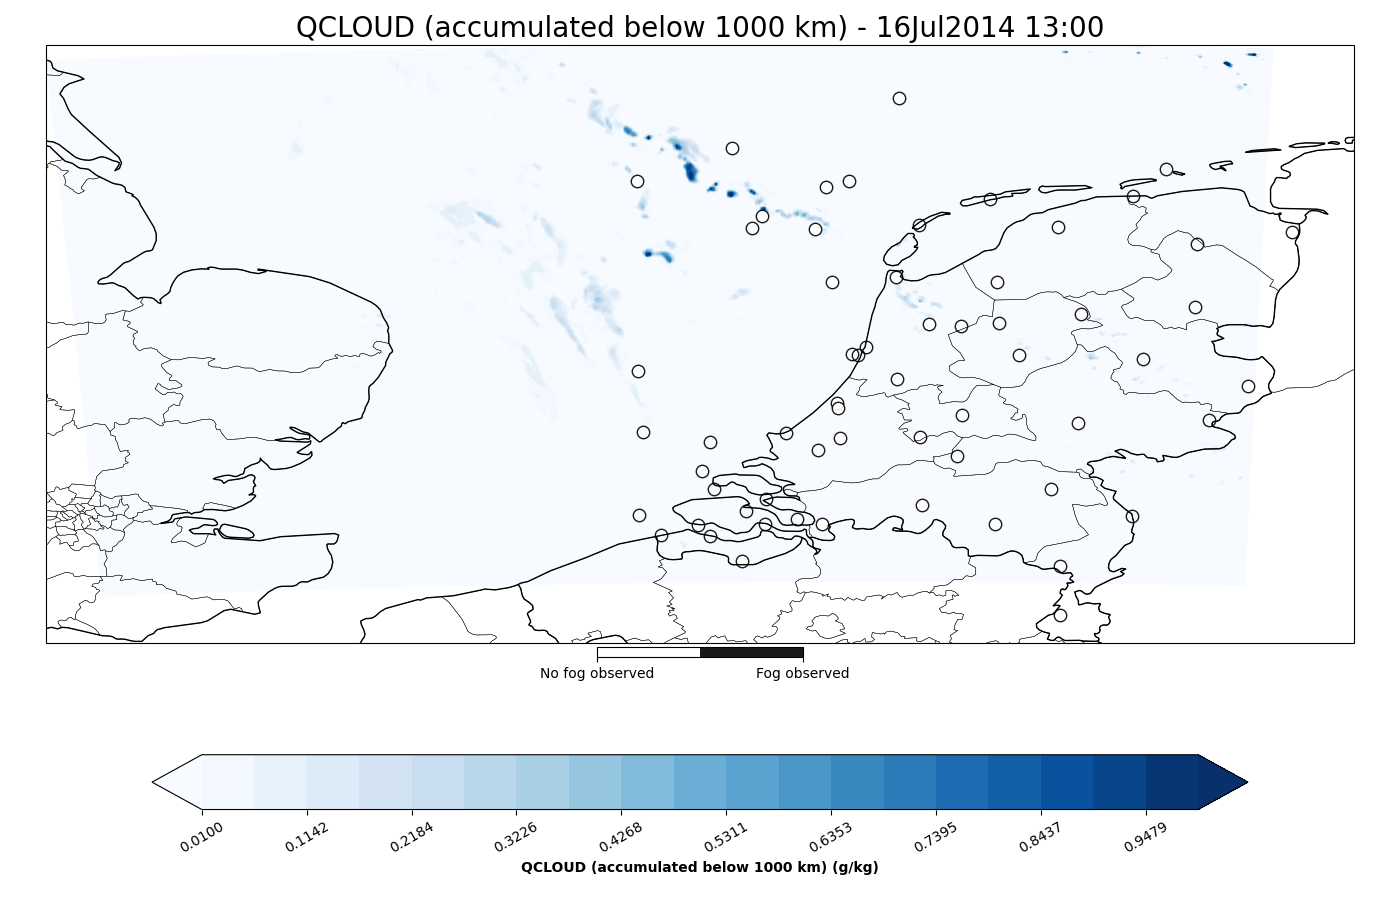 QCLOUD (accumulated below 1000 km) - 16Jul2014 13:00
No fog observed
Fog observed
0.0100
0.1142
0.2184
0.3226
0.4268
0.5311
0.6353
0.7395
0.8437
0.9479
QCLOUD (accumulated below 1000 km) (g/kg)